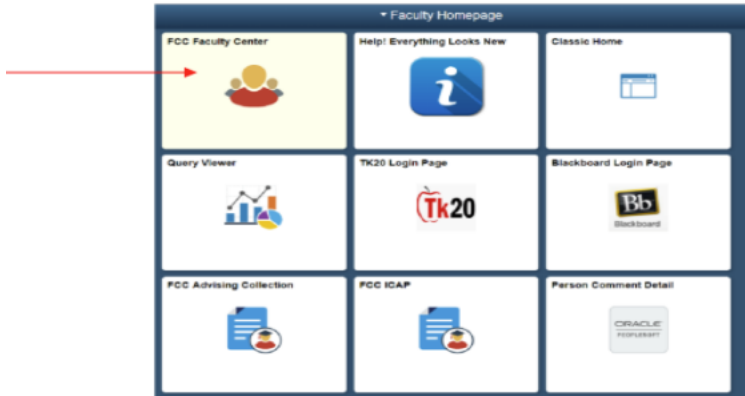 Faculty Homepage
FCC Faculty Center
Help! Everything Looks New
Classic Home
i
Query Viewer
TK20 Login Page
Blackboard Login Page
Tk20
Bb
Blackboard
FCC Advising Collection
FCC ICAP
Person Comment Detail
ORACLE
PEOPLESOFT